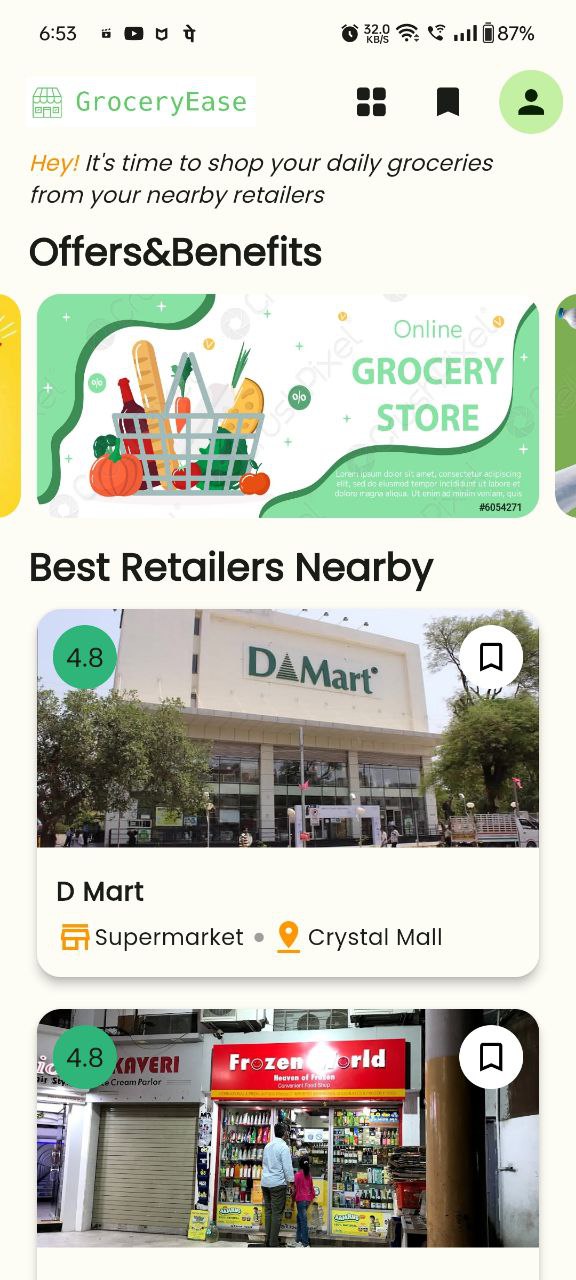 6:53
पे
32.0
KB/S
87%
GroceryEase
Hey! It's time to shop your daily groceries
from your nearby retailers
Offers&Benefits
Online
GROCERY
STORE
%
%
Lorem ipsum dolor sit amet, consectetur adipiscing
elit, sed do eiusmod tempor incididunt ut labore et
dolore magna aliqua. Ut enim ad minim veniam, quis
#6054271
Best Retailers Nearby
4.8
D Mart
D Mart
Supermarket
Crystal Mall
4.8
KAVERI
Ice Cream Parlor
Frozen World
Heaven of Frozen
Convenient Food Shop